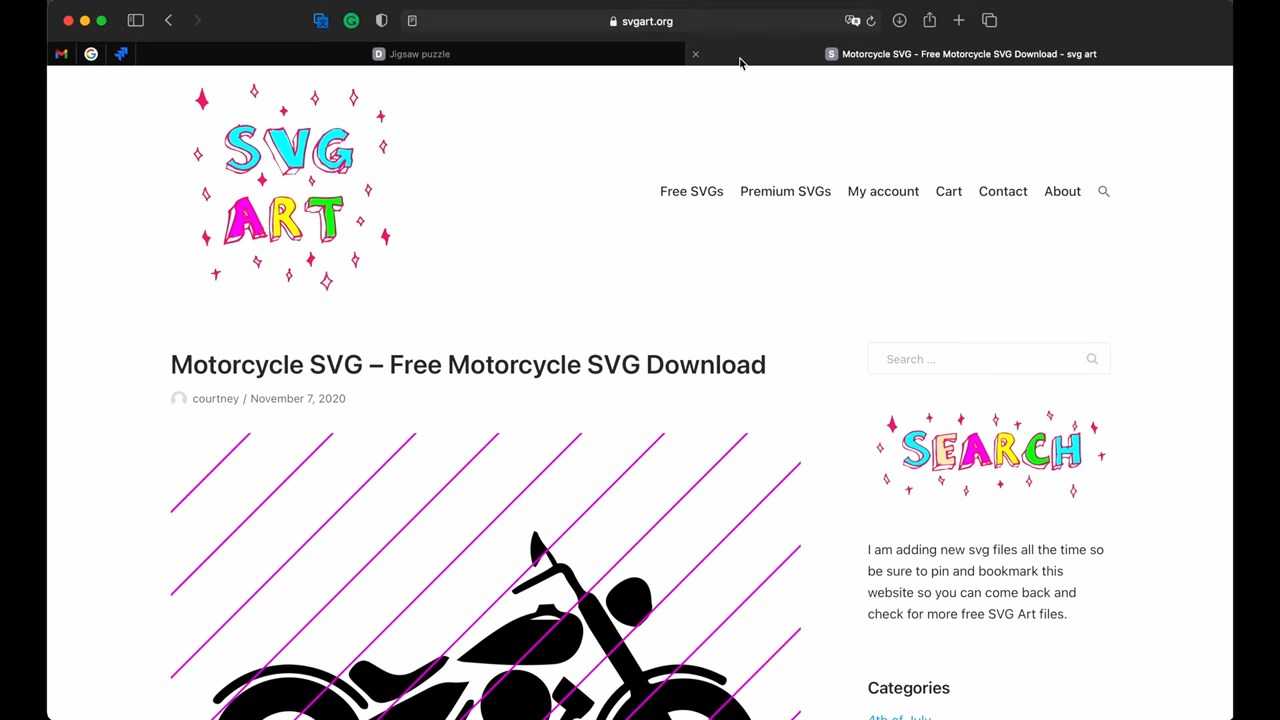 svgart.org
Jigsaw puzzle
Motorcycle SVG - Free Motorcycle SVG Download - svg art
SVG
ART
Free SVGs Premium SVGs My account Cart Contact About
Motorcycle SVG – Free Motorcycle SVG Download
courtney / November 7, 2020
Search ...
SEARCH
I am adding new svg files all the time so
be sure to pin and bookmark this
website so you can come back and
check for more free SVG Art files.
Categories
4th of July